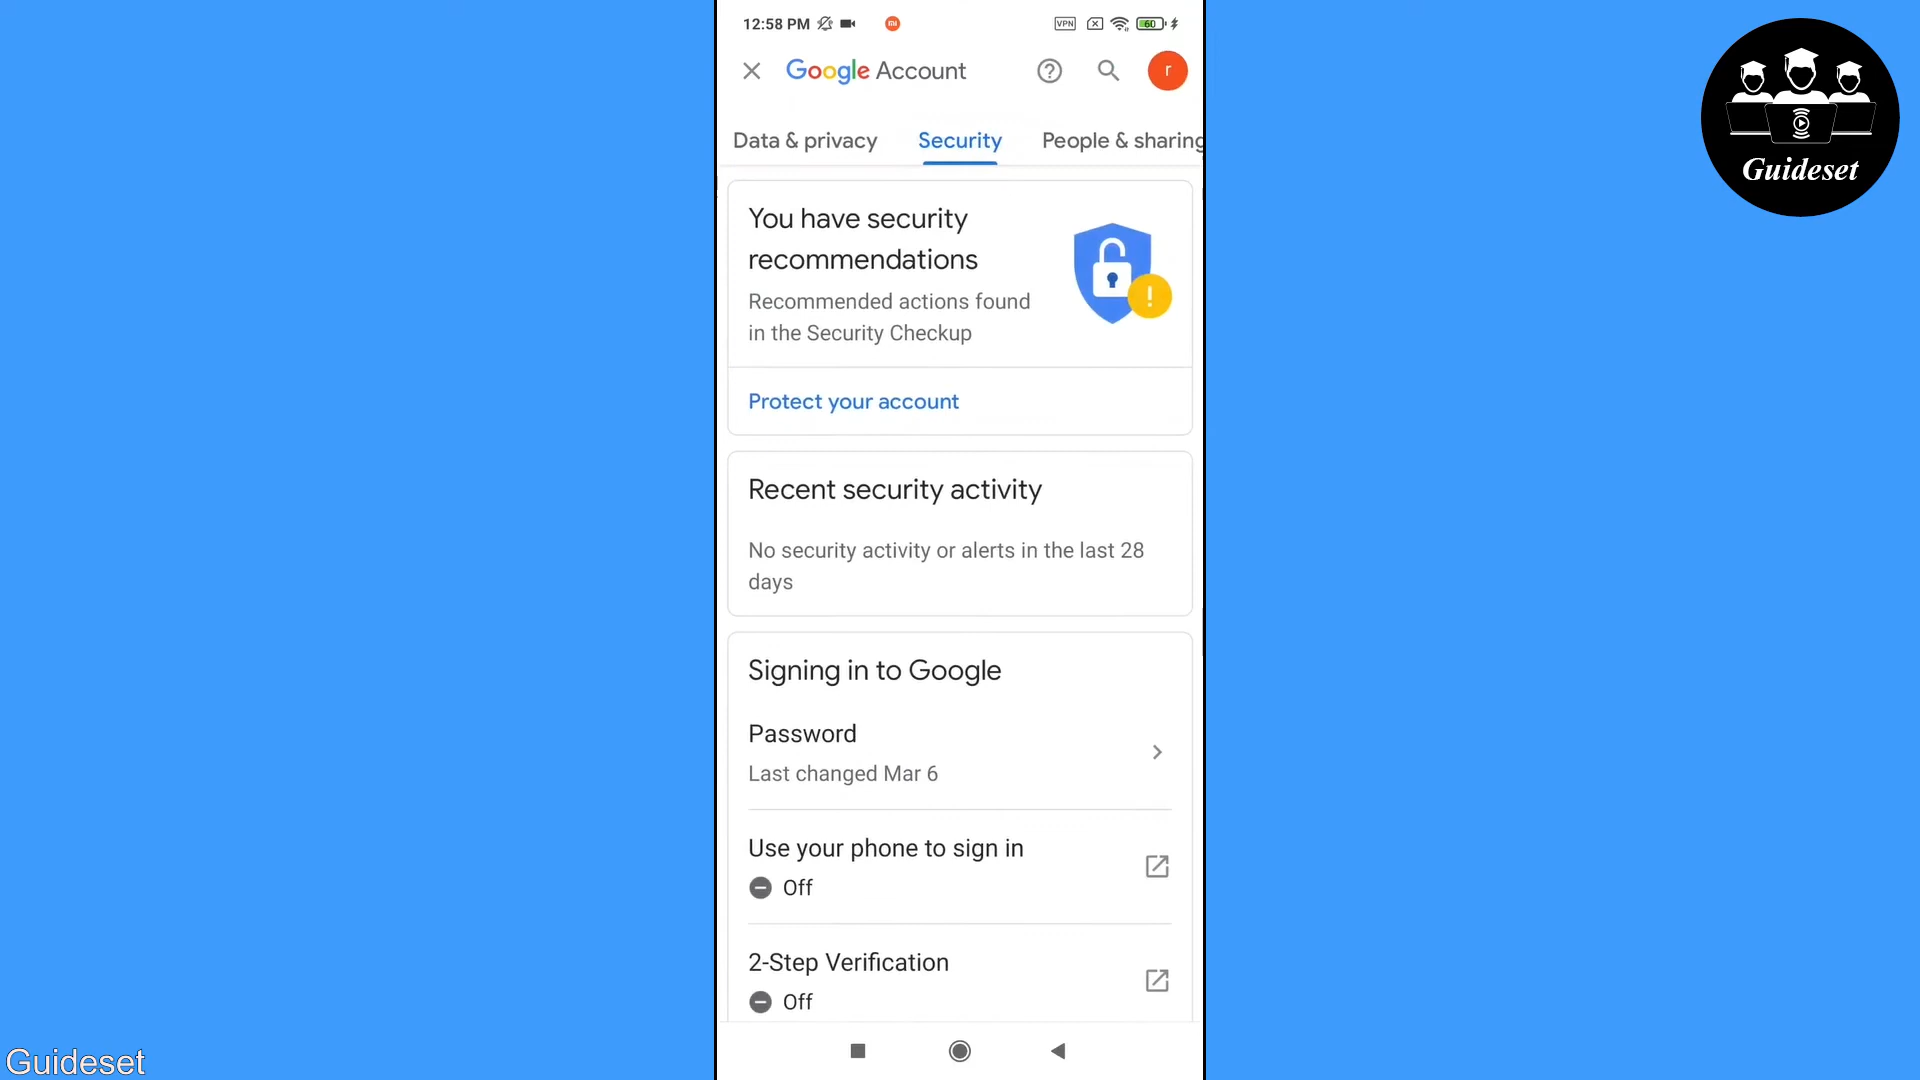 12:58 PM
VPN
60
Google Account
r
Data & privacy
Security
People & sharing
You have security
recommendations
Recommended actions found
in the Security Checkup
Protect your account
Recent security activity
No security activity or alerts in the last 28
days
Signing in to Google
Password
Last changed Mar 6
Use your phone to sign in
Off
2-Step Verification
Off
Guideset
Guideset